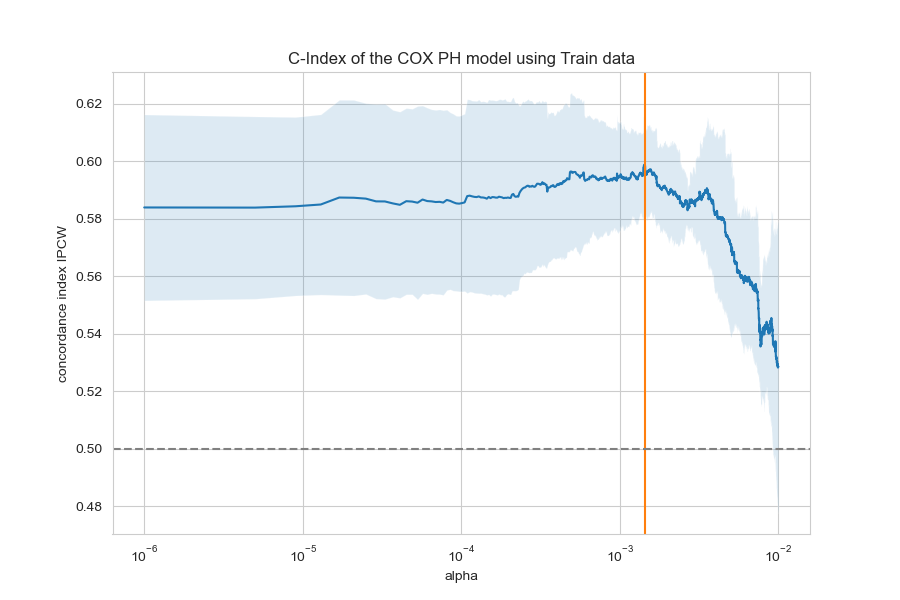 C-Index of the COX PH model using Train data
concordance index IPCW
0.62
0.60
0.58
0.56
0.54
0.52
0.50
0.48
10⁻⁶ 10⁻⁵ 10⁻⁴ 10⁻³ 10⁻²
alpha